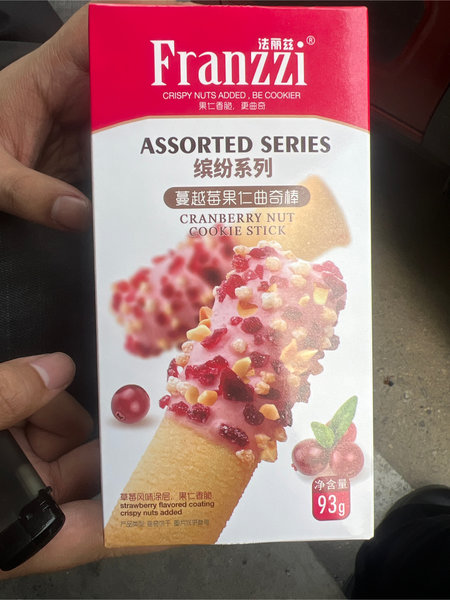 法丽兹®
Franzzi
CRISPY NUTS ADDED , BE COOKIER
果仁香脆，更曲奇
ASSORTED SERIES
缤纷系列
蔓越莓果仁曲奇棒
CRANBERRY NUT
COOKIE STICK
草莓风味涂层，果仁香脆
strawberry flavored coating
crispy nuts added
净含量
93g